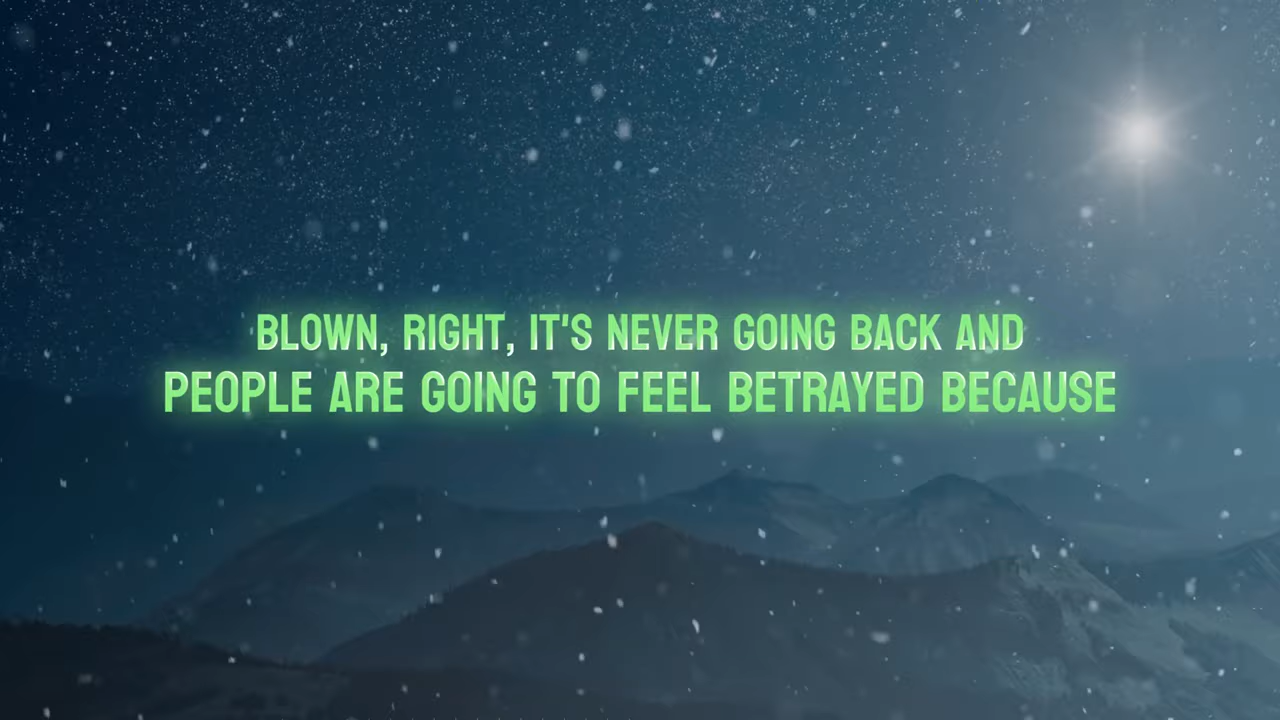 BLOWN, RIGHT, IT'S NEVER GOING BACK AND
PEOPLE ARE GOING TO FEEL BETRAYED BECAUSE